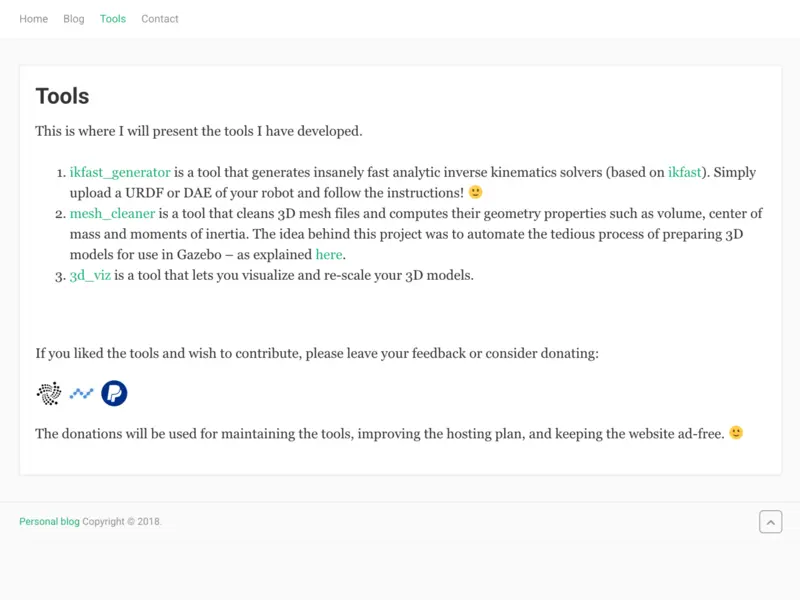 Home Blog Tools Contact
Tools
This is where I will present the tools I have developed.
1. ikfast_generator is a tool that generates insanely fast analytic inverse kinematics solvers (based on ikfast). Simply
upload a URDF or DAE of your robot and follow the instructions! 🙂
2. mesh_cleaner is a tool that cleans 3D mesh files and computes their geometry properties such as volume, center of
mass and moments of inertia. The idea behind this project was to automate the tedious process of preparing 3D
models for use in Gazebo – as explained here.
3. 3d_viz is a tool that lets you visualize and re-scale your 3D models.
If you liked the tools and wish to contribute, please leave your feedback or consider donating:
The donations will be used for maintaining the tools, improving the hosting plan, and keeping the website ad-free. 🙂
Personal blog Copyright © 2018.